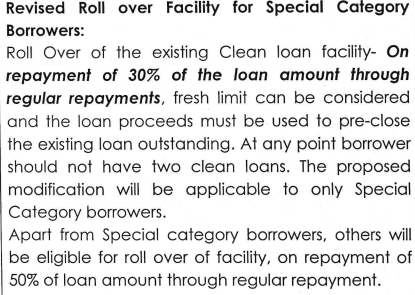 Revised Roll over Facility for Special Category
Borrowers:
Roll Over of the existing Clean loan facility- On
repayment of 30% of the loan amount through
regular repayments, fresh limit can be considered
and the loan proceeds must be used to pre-close
the existing loan outstanding. At any point borrower
should not have two clean loans. The proposed
modification will be applicable to only Special
Category borrowers.
Apart from Special category borrowers, others will
be eligible for roll over of facility, on repayment of
50% of loan amount through regular repayment.